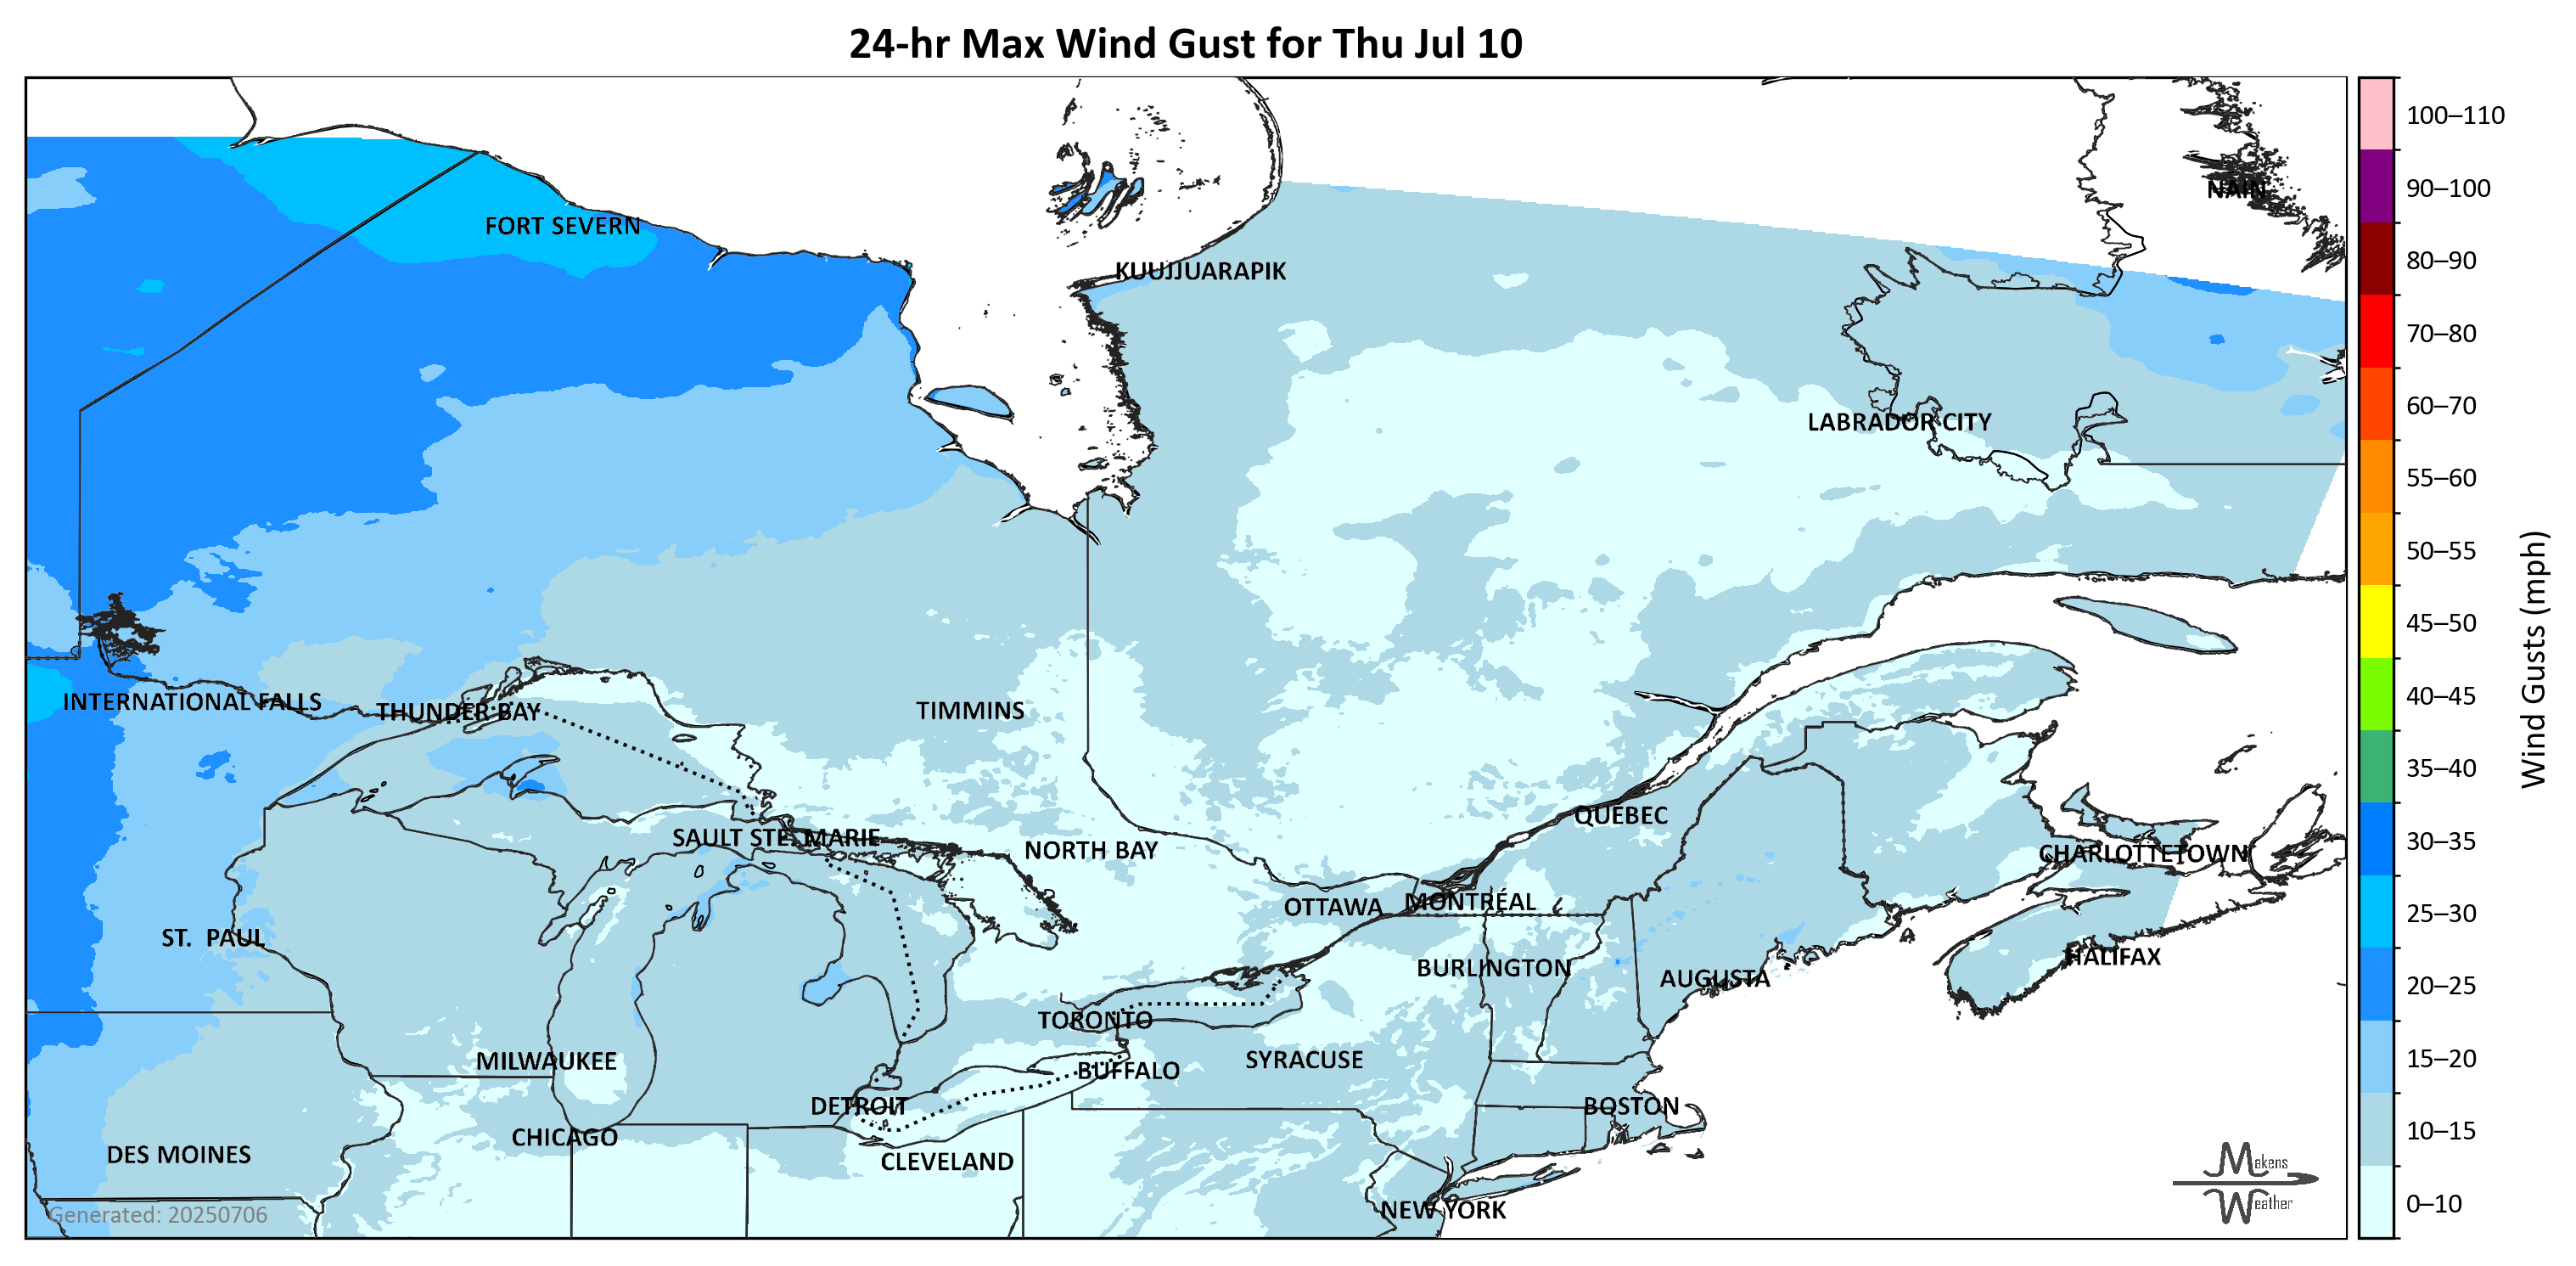 24-hr Max Wind Gust for Thu Jul 10
100–110
90–100
NAIN
FORT SEVERN
80–90
KUUJJUARAPIK
70–80
60–70
LABRADOR CITY
55–60
50–55
45–50
Wind Gusts (mph)
40–45
INTERNATIONAL FALLS
THUNDER BAY
TIMMINS
35–40
QUEBEC
30–35
SAULT STE. MARIE
NORTH BAY
CHARLOTTETOWN
OTTAWA
MONTRÉAL
25–30
ST. PAUL
HALIFAX
BURLINGTON
AUGUSTA
20–25
TORONTO
MILWAUKEE
SYRACUSE
15–20
BUFFALO
DETROIT
BOSTON
10–15
CHICAGO
DES MOINES
CLEVELAND
Makens
Weather
0–10
NEW YORK
Generated: 20250706